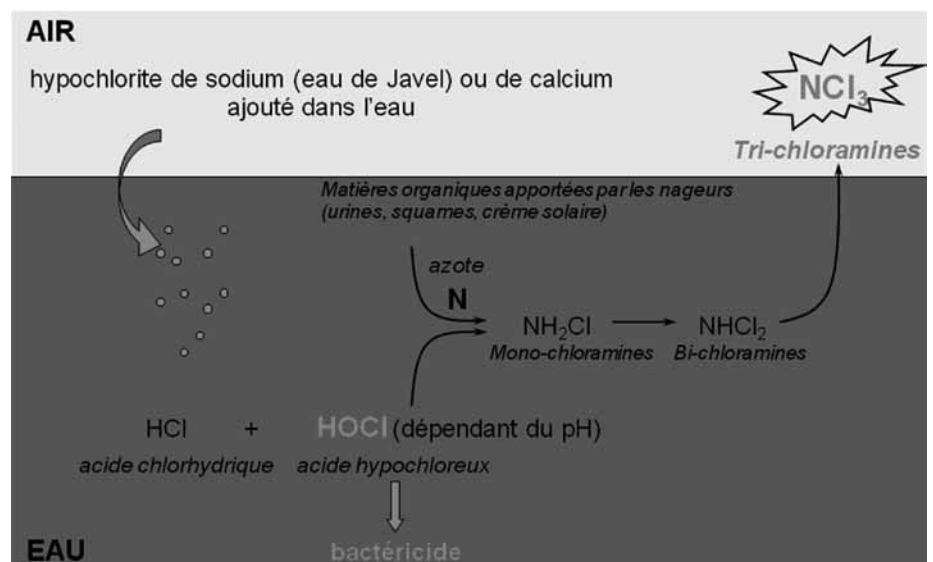 AIR
hypochlorite de sodium (eau de Javel) ou de calcium
ajouté dans l'eau
NCl₃
Tri-chloramines
Matières organiques apportées par les nageurs
(urines, squames, crème solaire)
azote
N
NH₂Cl
Mono-chloramines
NHCl₂
Bi-chloramines
HCl + HOCl (dépendant du pH)
acide chlorhydrique acide hypochloreux
EAU
bactéricide